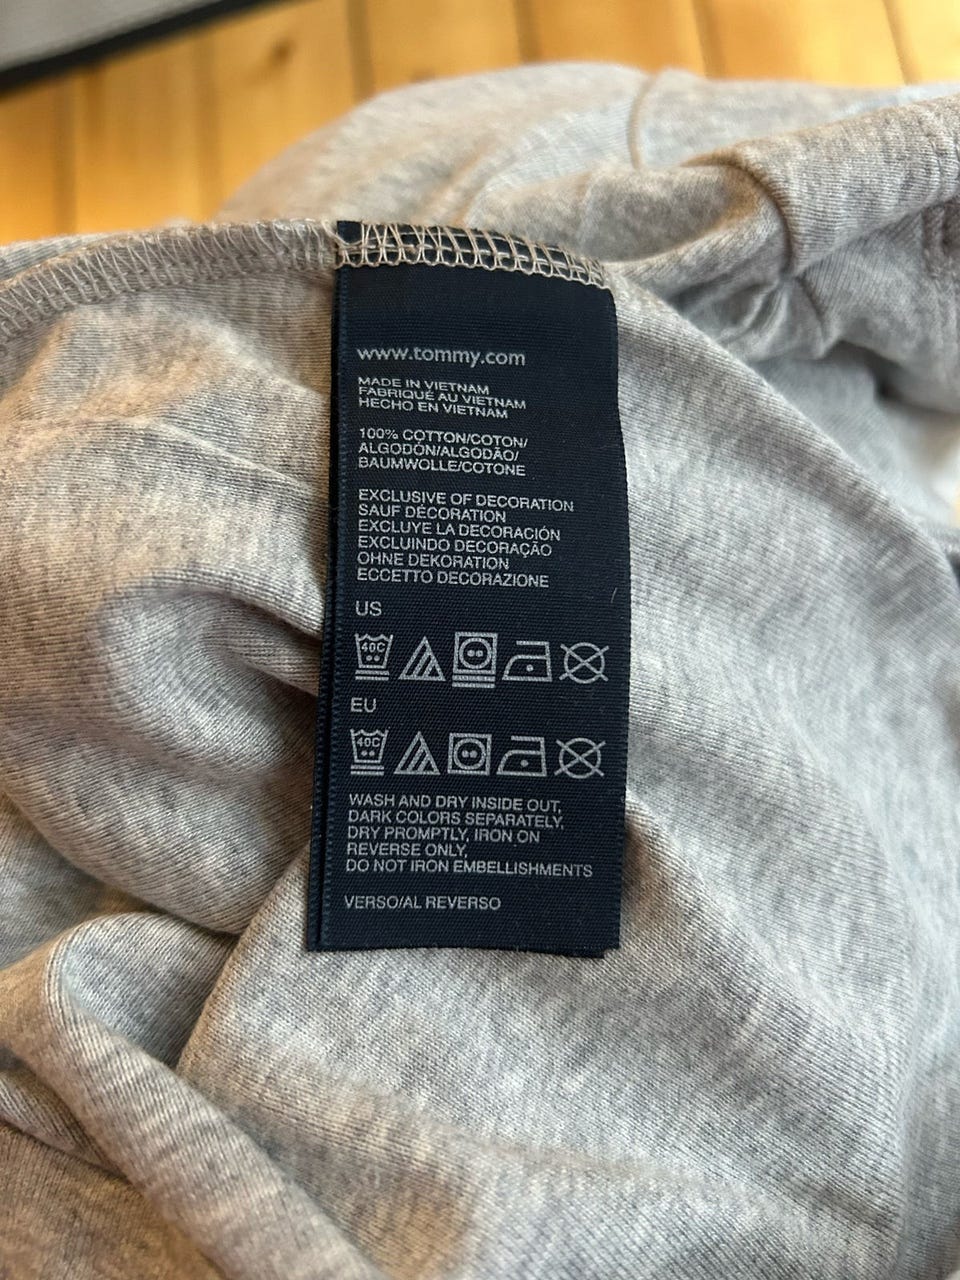 www.tommy.com
MADE IN VIETNAM
FABRIQUÉ AU VIETNAM
HECHO EN VIETNAM
100% COTTON/COTON/
ALGODÓN/ALGODÃO/
BAUMWOLLE/COTONE
EXCLUSIVE OF DECORATION
SAUF DÉCORATION
EXCLUYE LA DECORACIÓN
EXCLUINDO DECORAÇÃO
OHNE DEKORATION
ECCETTO DECORAZIONE
US
40C
EU
40C
WASH AND DRY INSIDE OUT,
DARK COLORS SEPARATELY,
DRY PROMPTLY, IRON ON
REVERSE ONLY,
DO NOT IRON EMBELLISHMENTS
VERSO/AL REVERSO